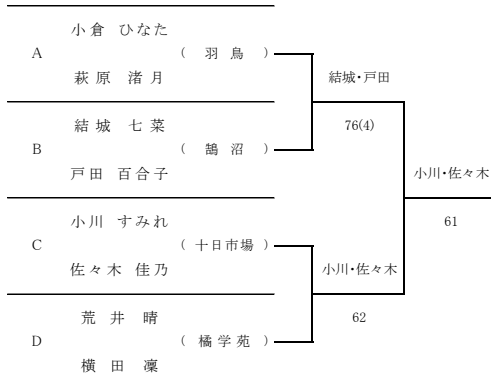 小倉 ひなた
A ( 羽鳥 )
萩原 渚月
結城・戸田
結城 七菜
76(4)
B ( 鵠沼 )
戸田 百合子
小川・佐々木
小川 すみれ
61
C ( 十日市場 )
佐々木 佳乃
小川・佐々木
荒井 晴
62
D ( 橘学苑 )
横田 凜